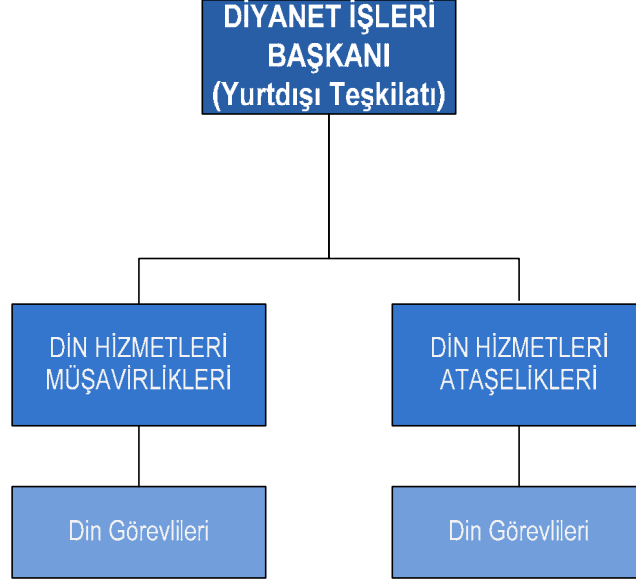 DİYANET İŞLERİ
BAŞKANI
(Yurtdışı Teşkilatı)
DİN HİZMETLERİ
MÜŞAVİRLİKLERİ
DİN HİZMETLERİ
ATAŞELİKLERİ
Din Görevlileri
Din Görevlileri